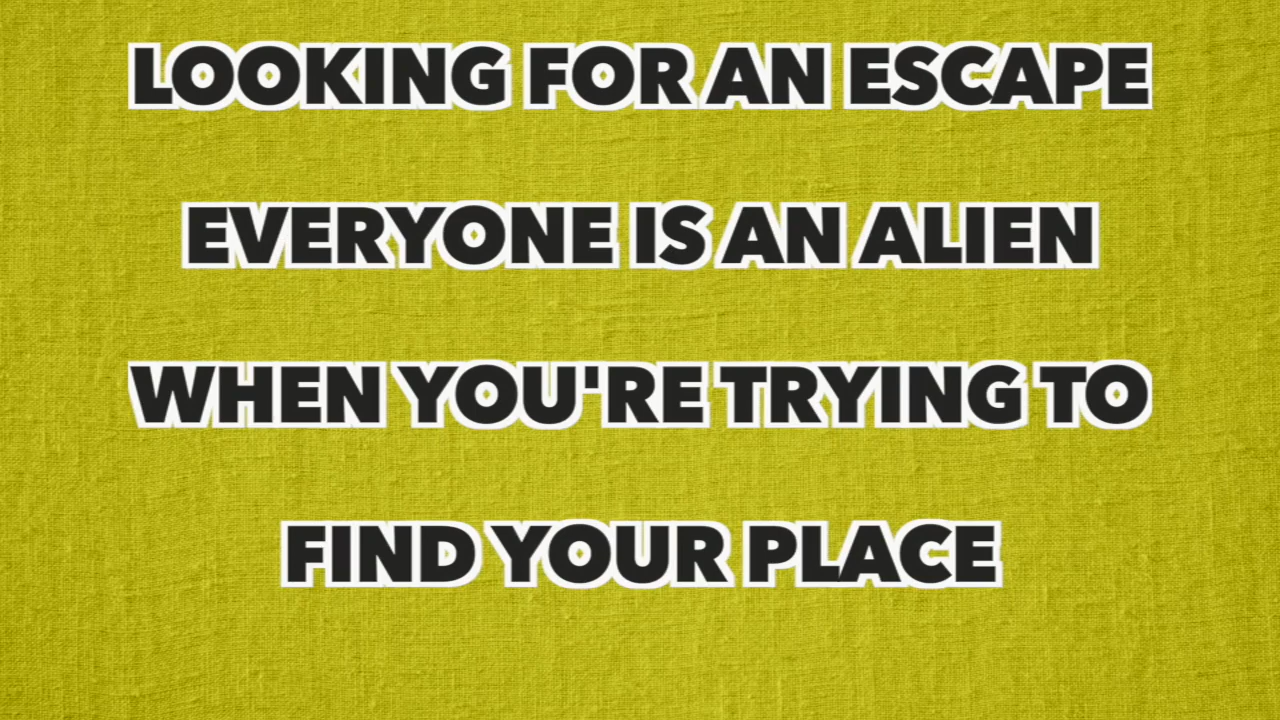 LOOKING FOR AN ESCAPE
EVERYONE IS AN ALIEN
WHEN YOU'RE TRYING TO
FIND YOUR PLACE